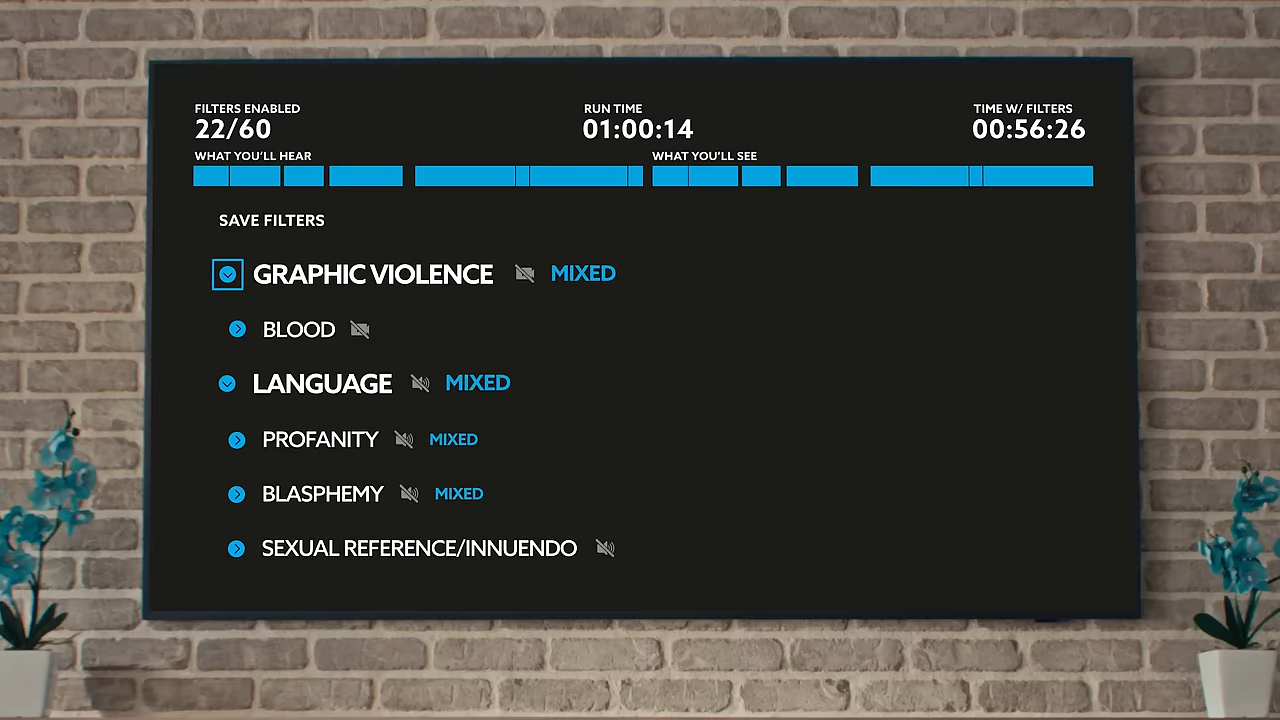 FILTERS ENABLED
22/60
RUN TIME
01:00:14
TIME W/ FILTERS
00:56:26
WHAT YOU'LL HEAR
WHAT YOU'LL SEE
SAVE FILTERS
GRAPHIC VIOLENCE MIXED
BLOOD
LANGUAGE MIXED
PROFANITY MIXED
BLASPHEMY MIXED
SEXUAL REFERENCE/INNUENDO